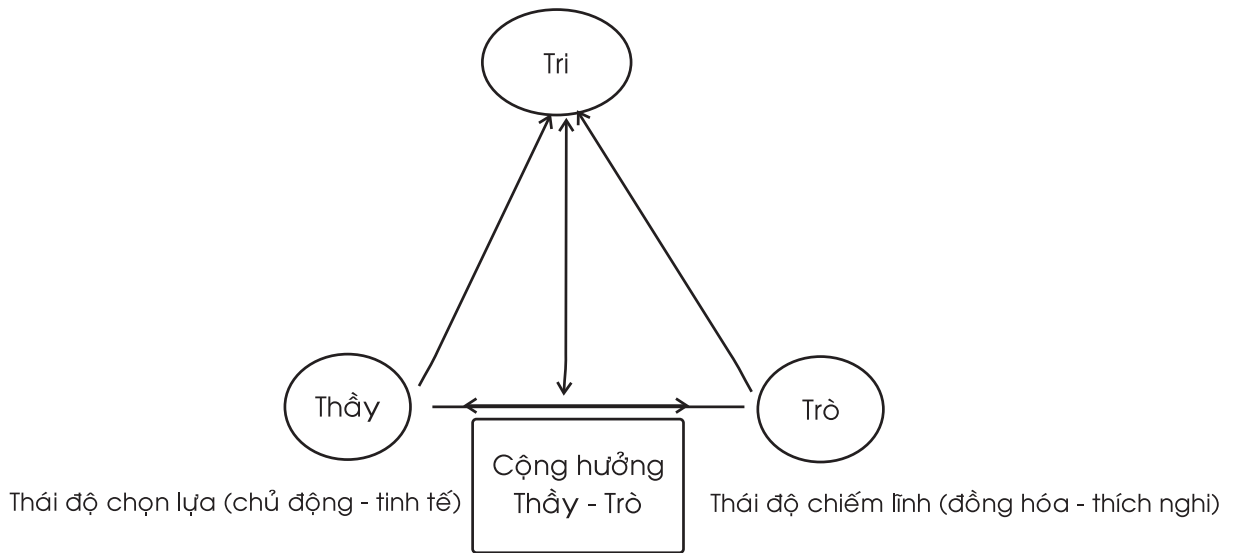 Tri
Thầy
Trò
Cộng hưởng
Thầy - Trò
Thái độ chọn lựa (chủ động - tinh tế)
Thái độ chiếm lĩnh (đồng hóa - thích nghi)